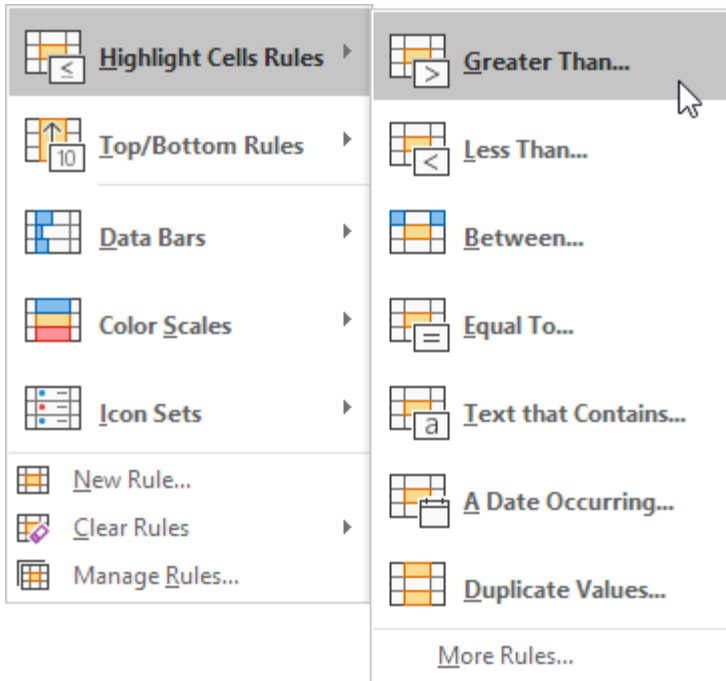 Highlight Cells Rules
Top/Bottom Rules
10
Data Bars
Color Scales
Icon Sets
New Rule...
Clear Rules
Manage Rules...
Greater Than...
Less Than...
Between...
Equal To...
Text that Contains...
a
A Date Occurring...
Duplicate Values...
More Rules...